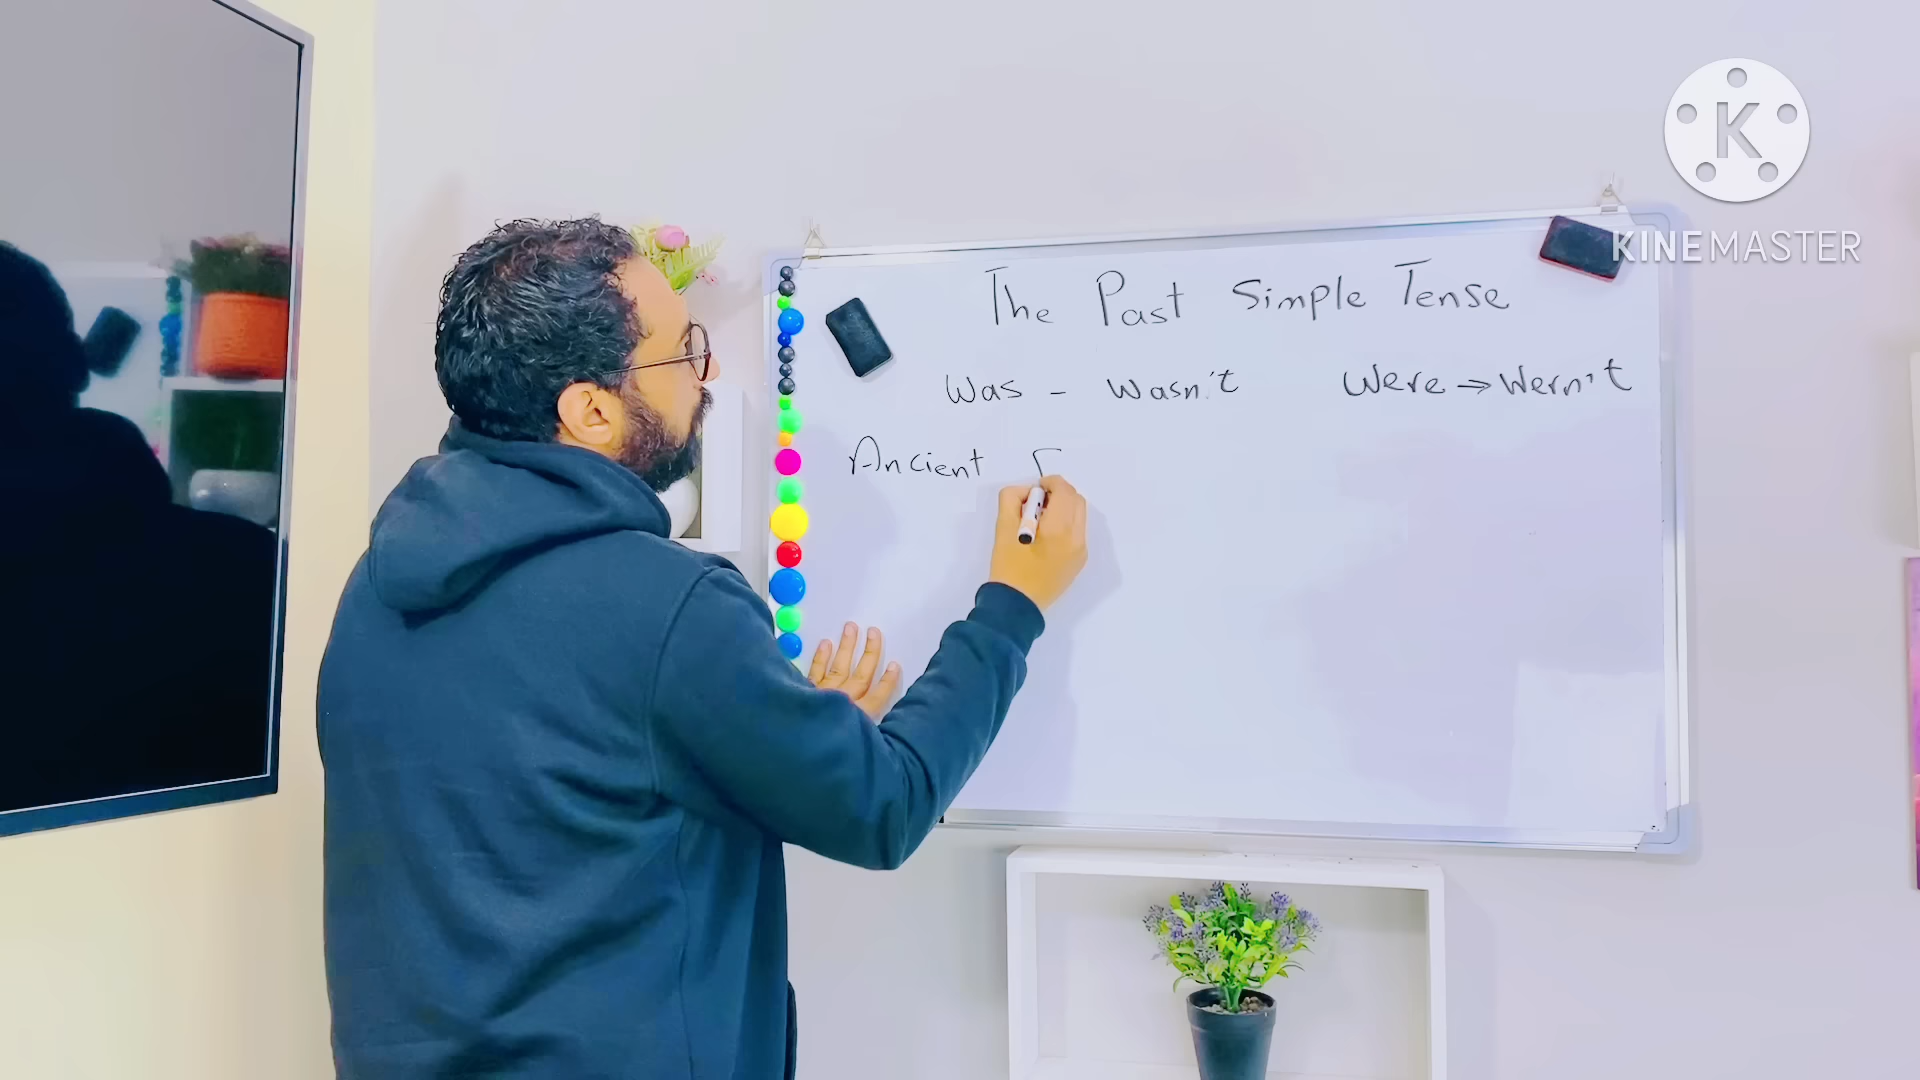 K
KINEMASTER
The Past Simple Tense
Was - Wasn't Were → Wern't
Ancient